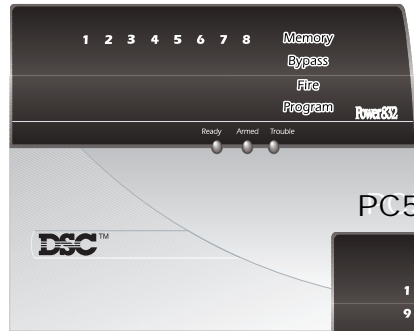 1 2 3 4 5 6 7 8 Memory
Bypass
Fire
Program Power832
Ready Armed Trouble
PC5
DSC™
1
9